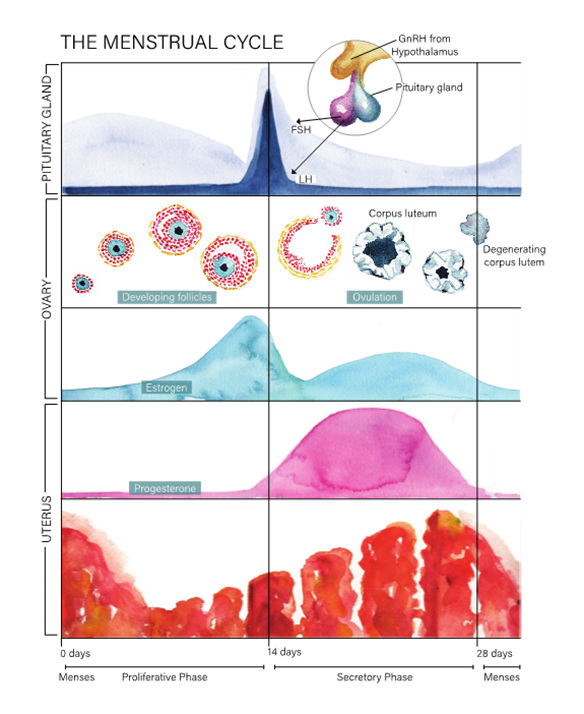 THE MENSTRUAL CYCLE
GnRH from
Hypothalamus
Pituitary gland
PITUITARY GLAND
FSH
LH
OVARY
Corpus luteum
Degenerating
corpus lutem
Developing follicles
Ovulation
Estrogen
UTERUS
Progesterone
0 days
14 days
28 days
Menses
Proliferative Phase
Secretory Phase
Menses